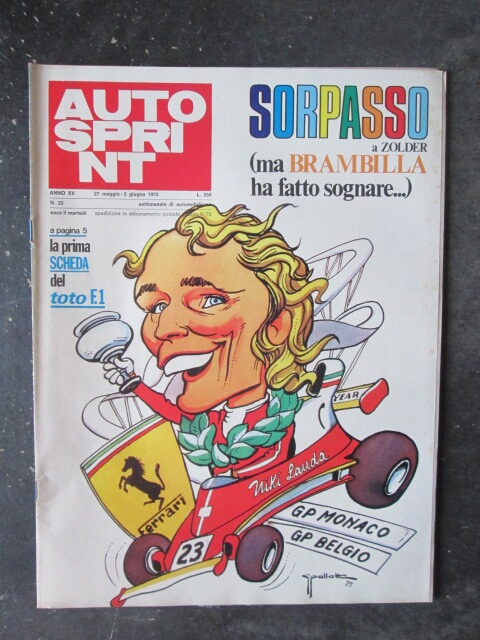 AUTO
SPRI
NT
ANNO XV 27 maggio-3 giugno 1975 L. 350
N. 22 settimanale di automobilismo
esce il martedì spedizione in abbonamento postale
SORPASSO
a ZOLDER
(ma BRAMBILLA
ha fatto sognare...)
a pagina 5
la prima
SCHEDA
del
toto F.1
YEAR
Niki Lauda
Ferrari
23
GP MONACO
GP BELGIO